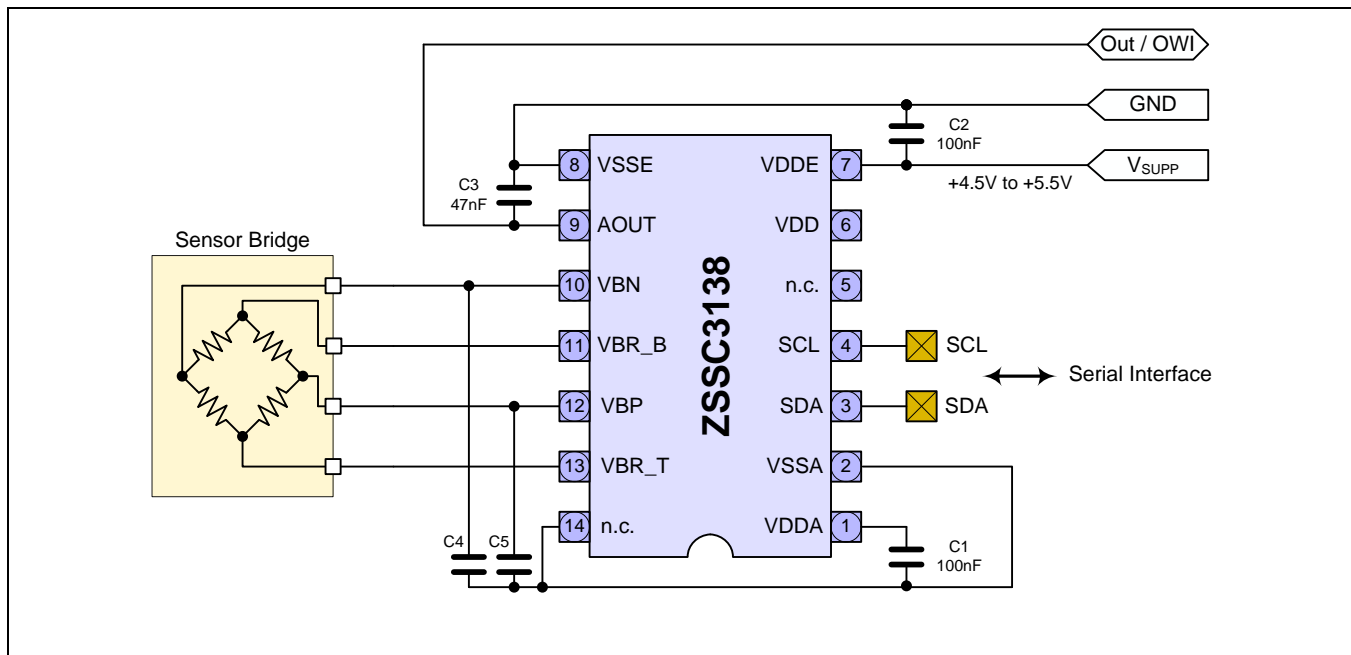 Out / OWI
GND
C2
100nF
8 VSSE
VDDE 7
VSUPP
+4.5V to +5.5V
C3
47nF
9 AOUT
VDD 6
Sensor Bridge
10 VBN
n.c. 5
ZSSC3138
11 VBR_B
SCL 4
SCL
Serial Interface
12 VBP
SDA 3
SDA
13 VBR_T
VSSA 2
14 n.c.
VDDA 1
C4
C5
C1
100nF